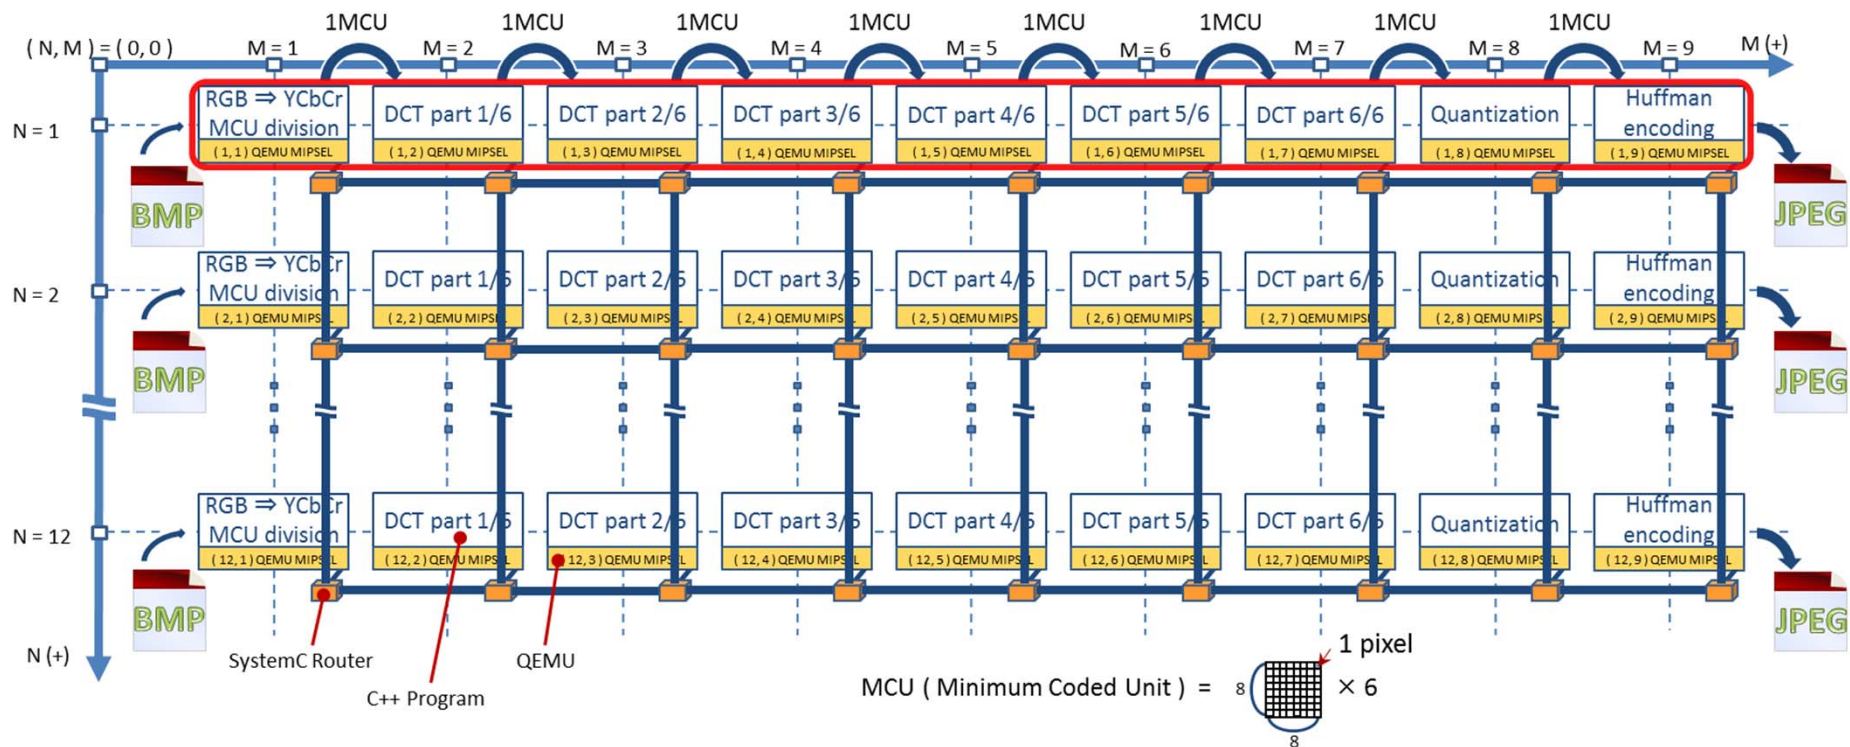 1MCU 1MCU 1MCU 1MCU 1MCU 1MCU 1MCU 1MCU
( N, M ) = ( 0, 0 ) M = 1 M = 2 M = 3 M = 4 M = 5 M = 6 M = 7 M = 8 M = 9 M (+)
N = 1
RGB ⇒ YCbCr
MCU division
DCT part 1/6
DCT part 2/6
DCT part 3/6
DCT part 4/6
DCT part 5/6
DCT part 6/6
Quantization
Huffman
encoding
( 1, 1 ) QEMU MIPSEL
( 1, 2 ) QEMU MIPSEL
( 1, 3 ) QEMU MIPSEL
( 1, 4 ) QEMU MIPSEL
( 1, 5 ) QEMU MIPSEL
( 1, 6 ) QEMU MIPSEL
( 1, 7 ) QEMU MIPSEL
( 1, 8 ) QEMU MIPSEL
( 1, 9 ) QEMU MIPSEL
BMP
JPEG
N = 2
RGB ⇒ YCbCr
MCU division
DCT part 1/6
DCT part 2/6
DCT part 3/6
DCT part 4/6
DCT part 5/6
DCT part 6/6
Quantization
Huffman
encoding
( 2, 1 ) QEMU MIPSEL
( 2, 2 ) QEMU MIPSEL
( 2, 3 ) QEMU MIPSEL
( 2, 4 ) QEMU MIPSEL
( 2, 5 ) QEMU MIPSEL
( 2, 6 ) QEMU MIPSEL
( 2, 7 ) QEMU MIPSEL
( 2, 8 ) QEMU MIPSEL
( 2, 9 ) QEMU MIPSEL
BMP
JPEG
N = 12
RGB ⇒ YCbCr
MCU division
DCT part 1/6
DCT part 2/6
DCT part 3/6
DCT part 4/6
DCT part 5/6
DCT part 6/6
Quantization
Huffman
encoding
( 12, 1 ) QEMU MIPSEL
( 12, 2 ) QEMU MIPSEL
( 12, 3 ) QEMU MIPSEL
( 12, 4 ) QEMU MIPSEL
( 12, 5 ) QEMU MIPSEL
( 12, 6 ) QEMU MIPSEL
( 12, 7 ) QEMU MIPSEL
( 12, 8 ) QEMU MIPSEL
( 12, 9 ) QEMU MIPSEL
BMP
JPEG
N (+)
SystemC Router
C++ Program
QEMU
1 pixel
MCU ( Minimum Coded Unit ) = 8 × 6
8